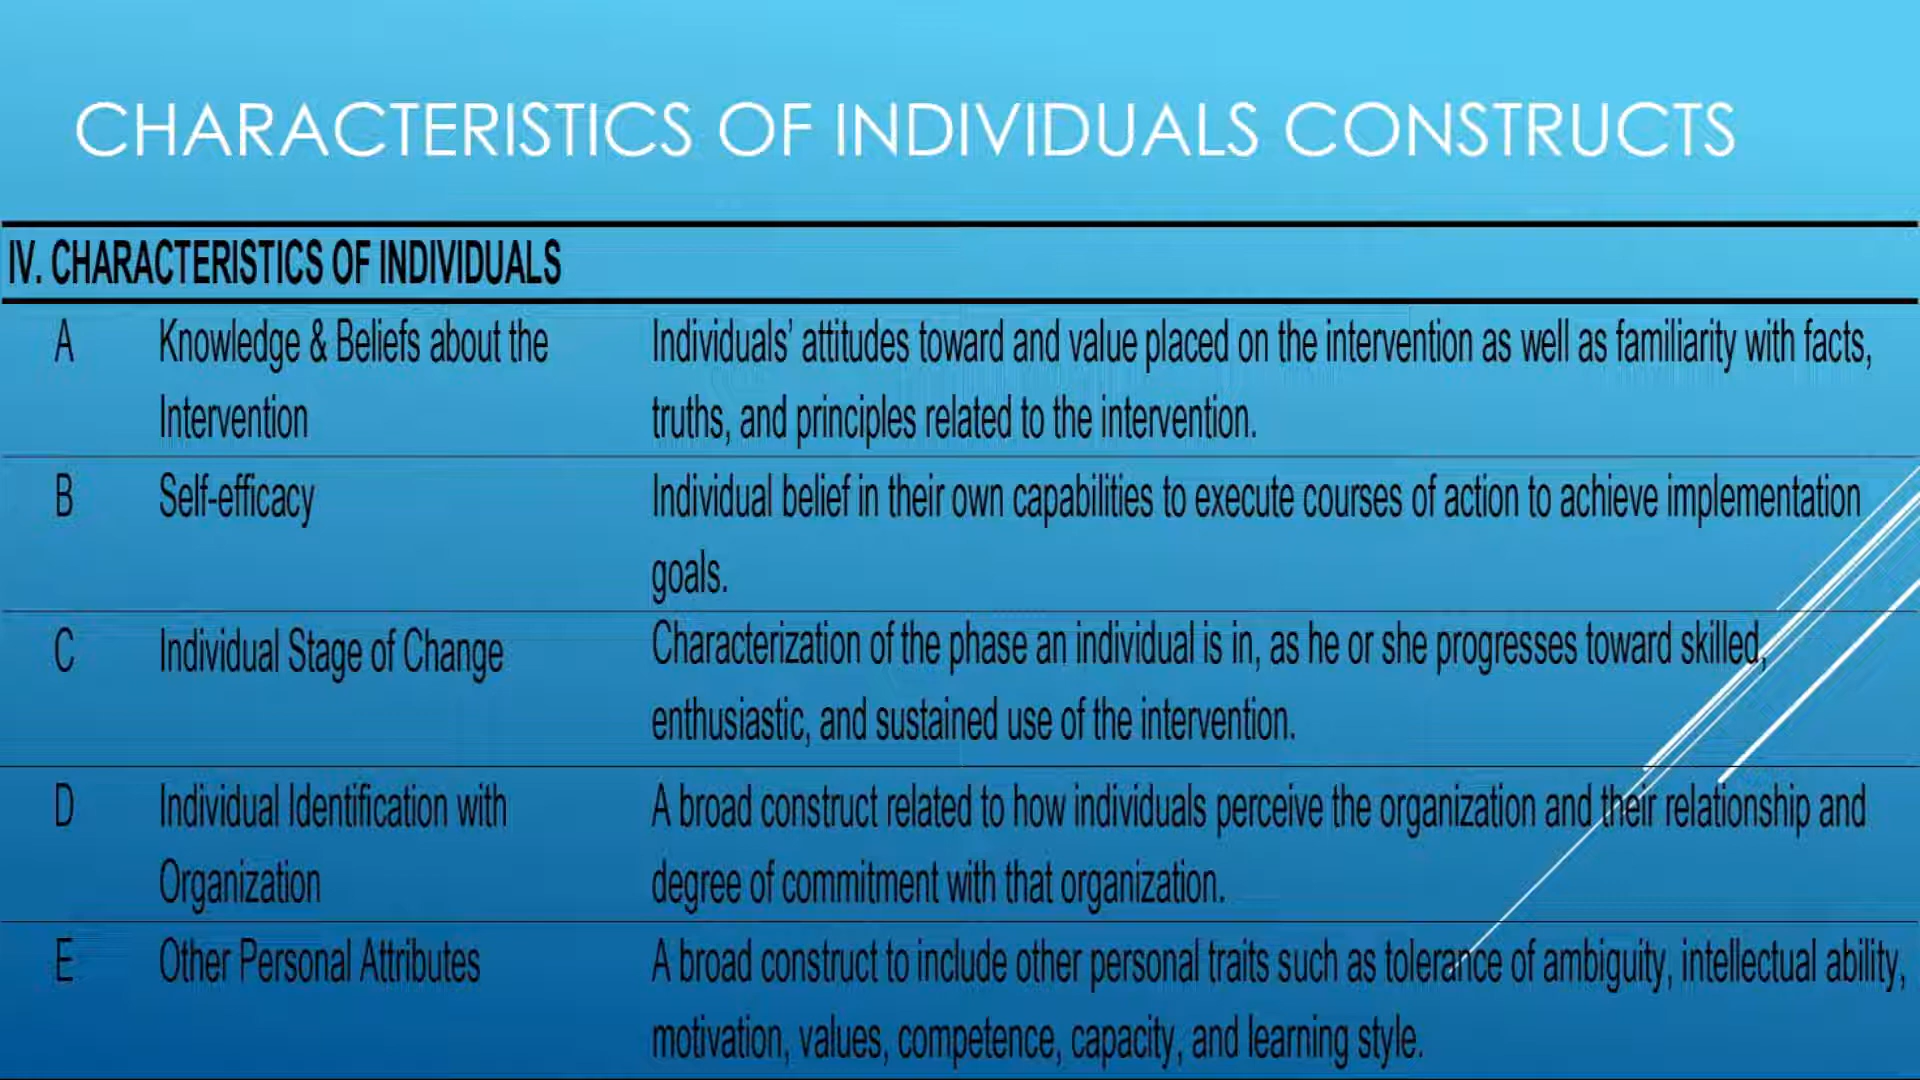 CHARACTERISTICS OF INDIVIDUALS CONSTRUCTS
IV. CHARACTERISTICS OF INDIVIDUALS
A Knowledge & Beliefs about the Individuals’ attitudes toward and value placed on the intervention as well as familiarity with facts,
Intervention truths, and principles related to the intervention.
B Self-efficacy Individual belief in their own capabilities to execute courses of action to achieve implementation
goals.
C Individual Stage of Change Characterization of the phase an individual is in, as he or she progresses toward skilled,
enthusiastic, and sustained use of the intervention.
D Individual Identification with A broad construct related to how individuals perceive the organization and their relationship and
Organization degree of commitment with that organization.
E Other Personal Attributes A broad construct to include other personal traits such as tolerance of ambiguity, intellectual ability,
motivation, values, competence, capacity, and learning style.